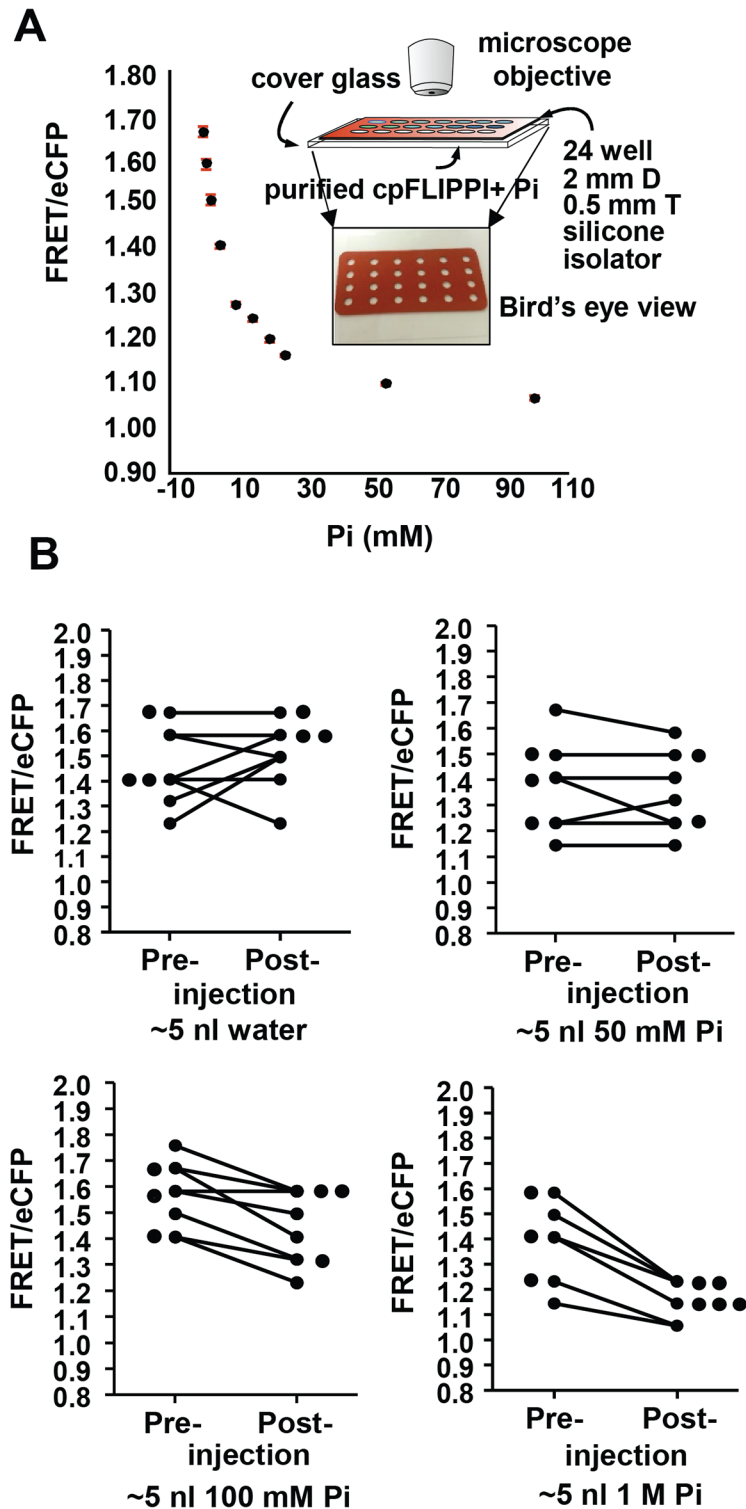 A
microscope
objective
cover glass
1.80
1.70
1.60
1.50
1.40
1.30
1.20
1.10
1.00
0.90
FRET/eCFP
purified cpFLIPPI+ Pi
24 well
2 mm D
0.5 mm T
silicone
isolator
Bird's eye view
-10 10 30 50 70 90 110
Pi (mM)
B
2.0
1.9
1.8
1.7
1.6
1.5
1.4
1.3
1.2
1.1
1.0
0.9
0.8
FRET/eCFP
Pre- Post-
injection
~5 nl water
2.0
1.9
1.8
1.7
1.6
1.5
1.4
1.3
1.2
1.1
1.0
0.9
0.8
FRET/eCFP
Pre- Post-
injection
~5 nl 50 mM Pi
2.0
1.9
1.8
1.7
1.6
1.5
1.4
1.3
1.2
1.1
1.0
0.9
0.8
FRET/eCFP
Pre- Post-
injection
~5 nl 100 mM Pi
2.0
1.9
1.8
1.7
1.6
1.5
1.4
1.3
1.2
1.1
1.0
0.9
0.8
FRET/eCFP
Pre- Post-
injection
~5 nl 1 M Pi